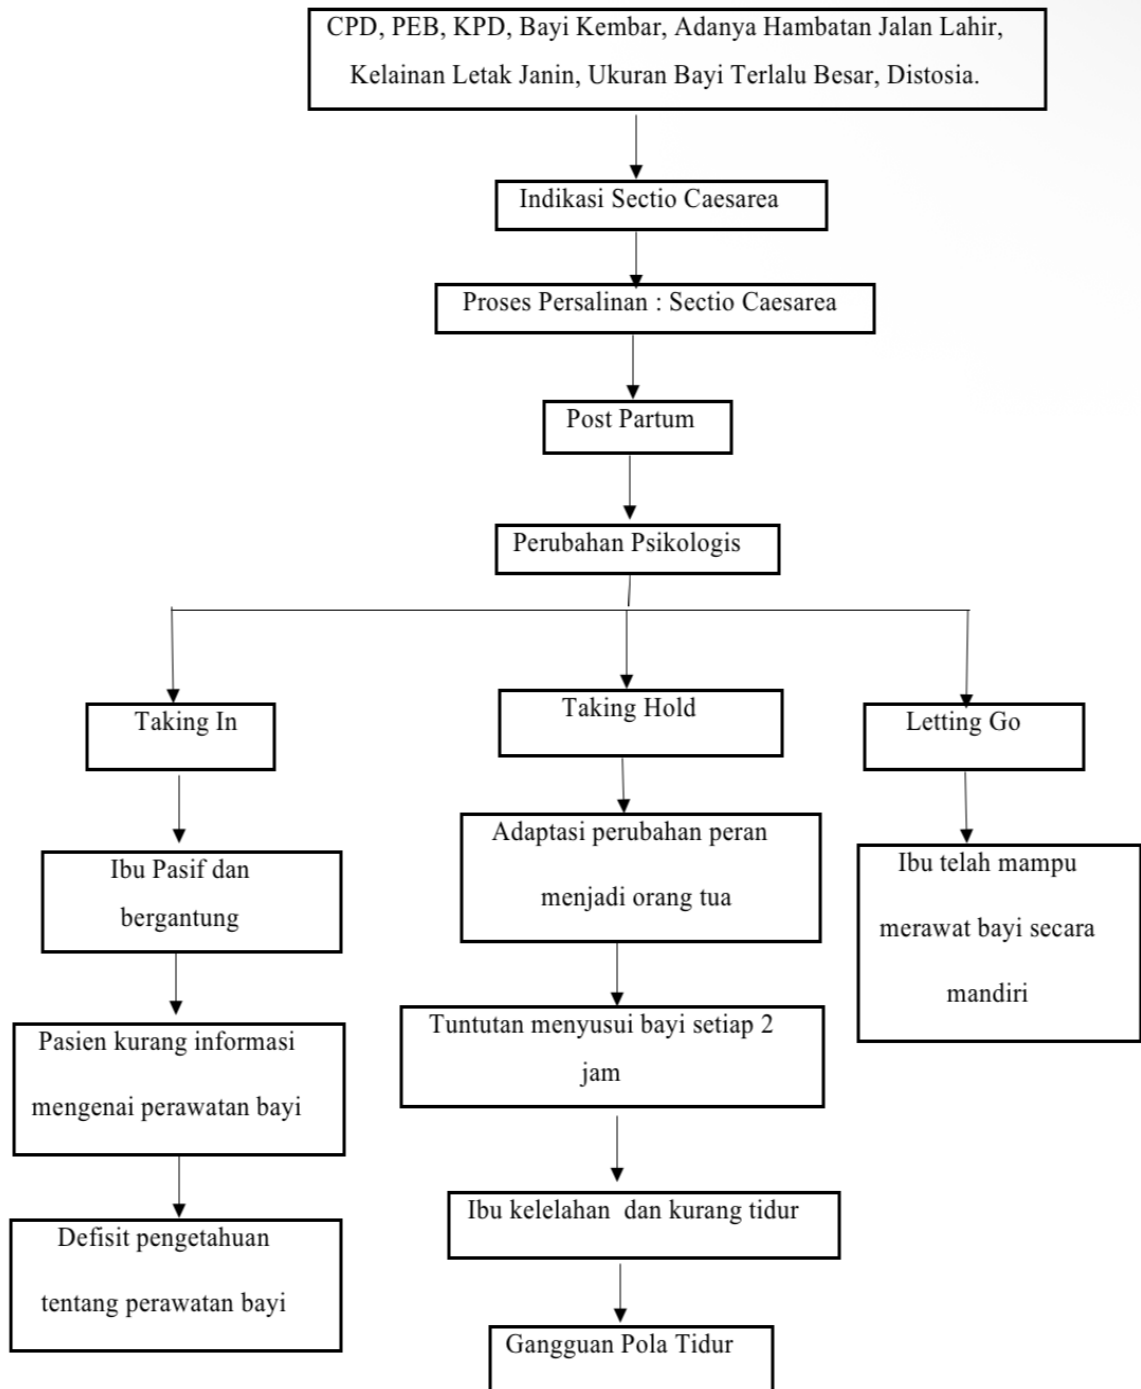 CPD, PEB, KPD, Bayi Kembar, Adanya Hambatan Jalan Lahir,
Kelainan Letak Janin, Ukuran Bayi Terlalu Besar, Distosia.
Indikasi Sectio Caesarea
Proses Persalinan : Sectio Caesarea
Post Partum
Perubahan Psikologis
Taking In
Taking Hold
Letting Go
Ibu Pasif dan
bergantung
Pasien kurang informasi
mengenai perawatan bayi
Defisit pengetahuan
tentang perawatan bayi
Adaptasi perubahan peran
menjadi orang tua
Tuntutan menyusui bayi setiap 2
jam
Ibu kelelahan dan kurang tidur
Gangguan Pola Tidur
Ibu telah mampu
merawat bayi secara
mandiri